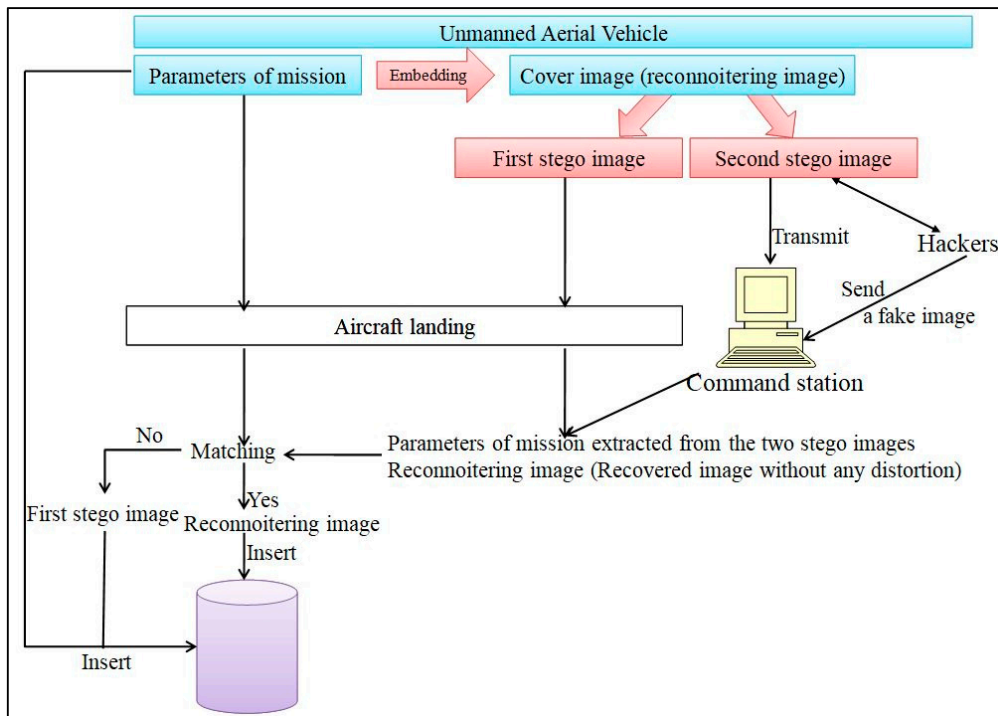 Unmanned Aerial Vehicle
Parameters of mission
Embedding
Cover image (reconnoitering image)
First stego image
Second stego image
Transmit
Hackers
Send
a fake image
Aircraft landing
Command station
No
Matching
Parameters of mission extracted from the two stego images
Reconnoitering image (Recovered image without any distortion)
Yes
First stego image
Reconnoitering image
Insert
Insert